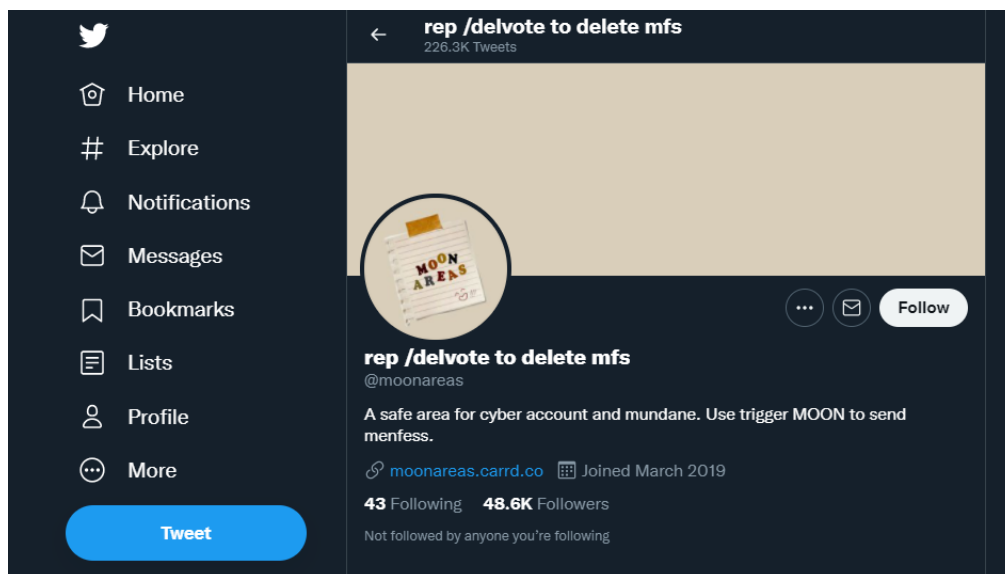 rep /delvote to delete mfs
226.3K Tweets
Home
Explore
Notifications
Messages
Bookmarks
Lists
Profile
More
Tweet
MOON
AREAS
Follow
rep /delvote to delete mfs
@moonareas
A safe area for cyber account and mundane. Use trigger MOON to send
menfess.
moonareas.carrd.co Joined March 2019
43 Following 48.6K Followers
Not followed by anyone you're following